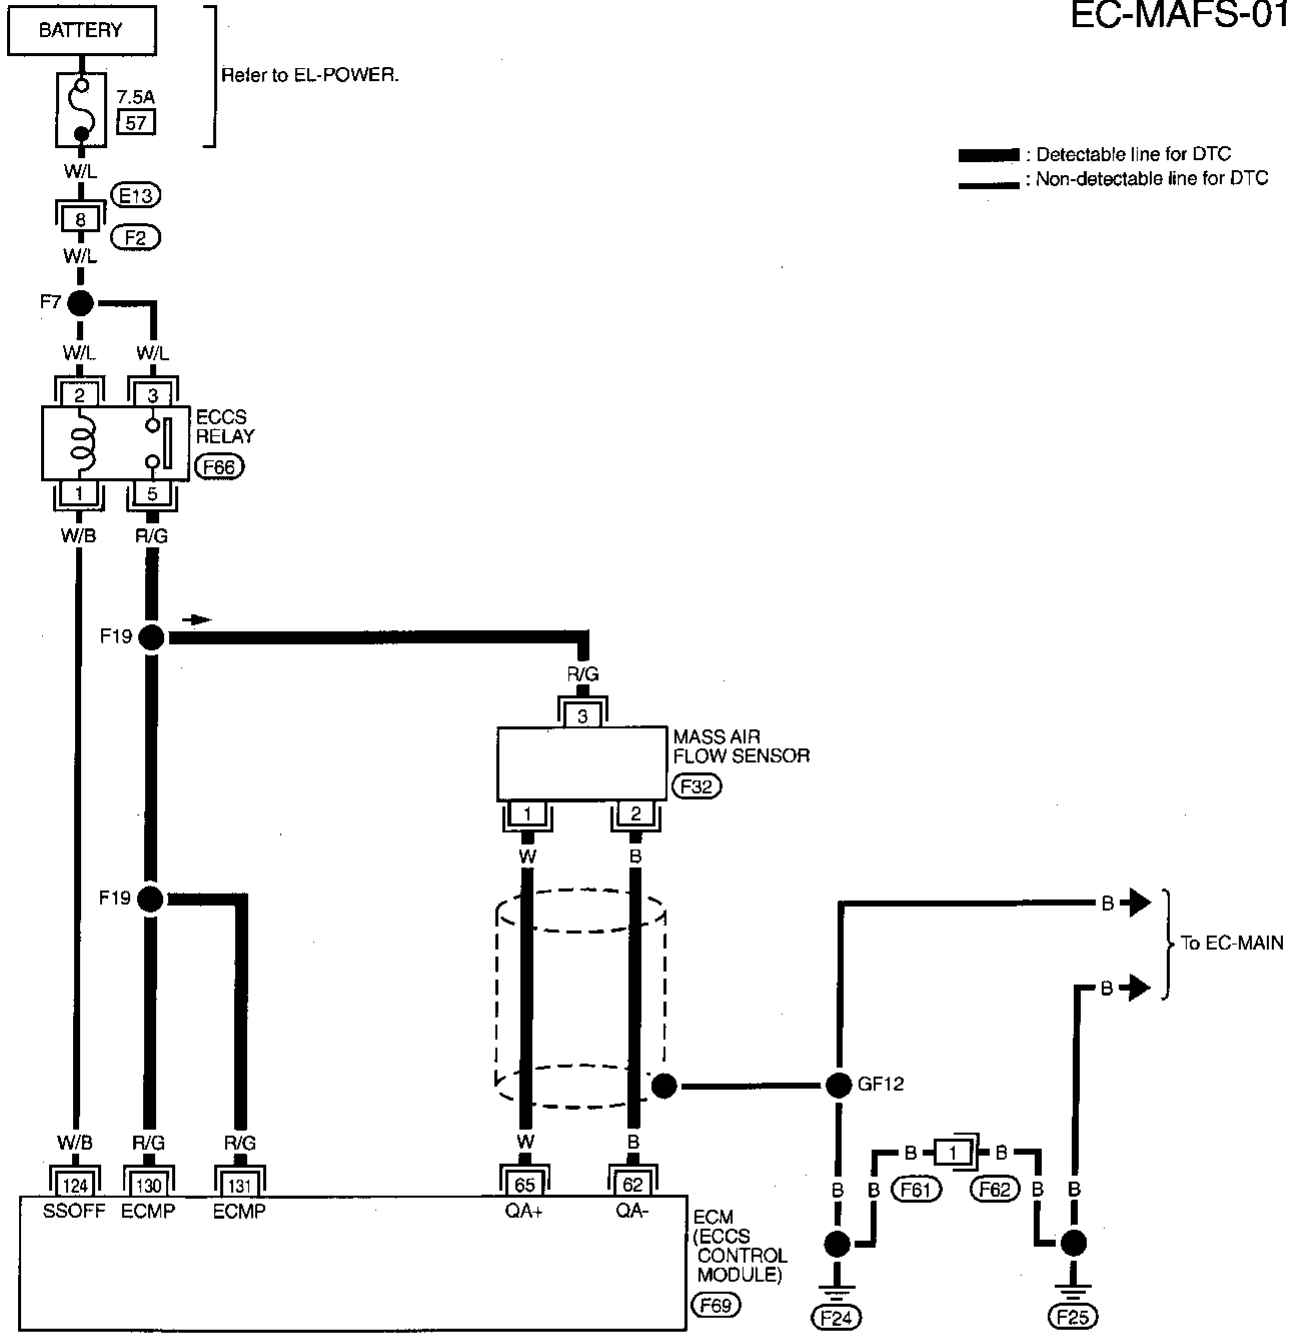 EC-MAFS-01
BATTERY
Refer to EL-POWER.
7.5A
57
: Detectable line for DTC
: Non-detectable line for DTC
W/L
E13
8
F2
W/L
F7
W/L W/L
2 3
ECCS
RELAY
F66
1 5
W/B R/G
F19
R/G
3
MASS AIR
FLOW SENSOR
F32
1 2
W B
F19
B
To EC-MAIN
B
GF12
W/B R/G R/G W B
B 1 B
124 130 131 65 62
B B F61 F62 B B
SSOFF ECMP ECMP QA+ QA-
ECM
(ECCS
CONTROL
MODULE)
F69
F24 F25